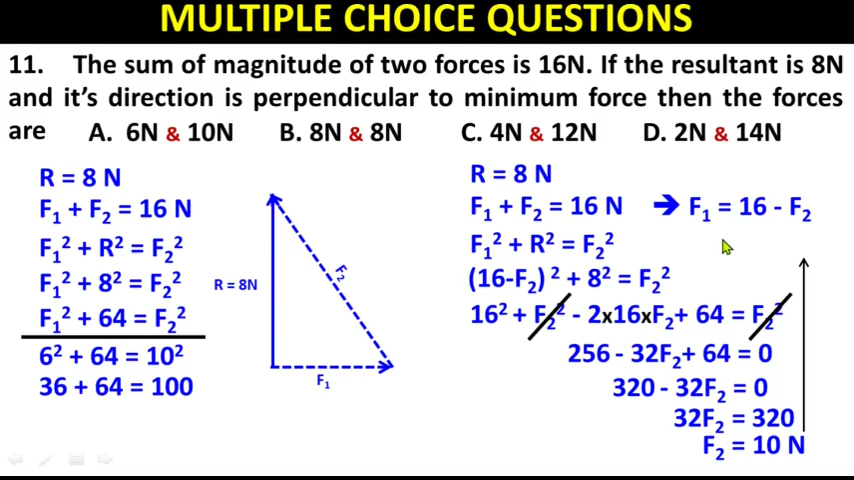 MULTIPLE CHOICE QUESTIONS
11. The sum of magnitude of two forces is 16N. If the resultant is 8N
and it's direction is perpendicular to minimum force then the forces
are A. 6N & 10N B. 8N & 8N C. 4N & 12N D. 2N & 14N
R = 8 N
F₁ + F₂ = 16 N
F₁² + R² = F₂²
F₁² + 8² = F₂²
F₁² + 64 = F₂²
6² + 64 = 10²
36 + 64 = 100
R = 8N
F₂
F₁
R = 8 N
F₁ + F₂ = 16 N ➔ F₁ = 16 - F₂
F₁² + R² = F₂²
(16-F₂) ² + 8² = F₂²
16² + F₂² - 2x16xF₂+ 64 = F₂²
256 - 32F₂+ 64 = 0
320 - 32F₂ = 0
32F₂ = 320
F₂ = 10 N